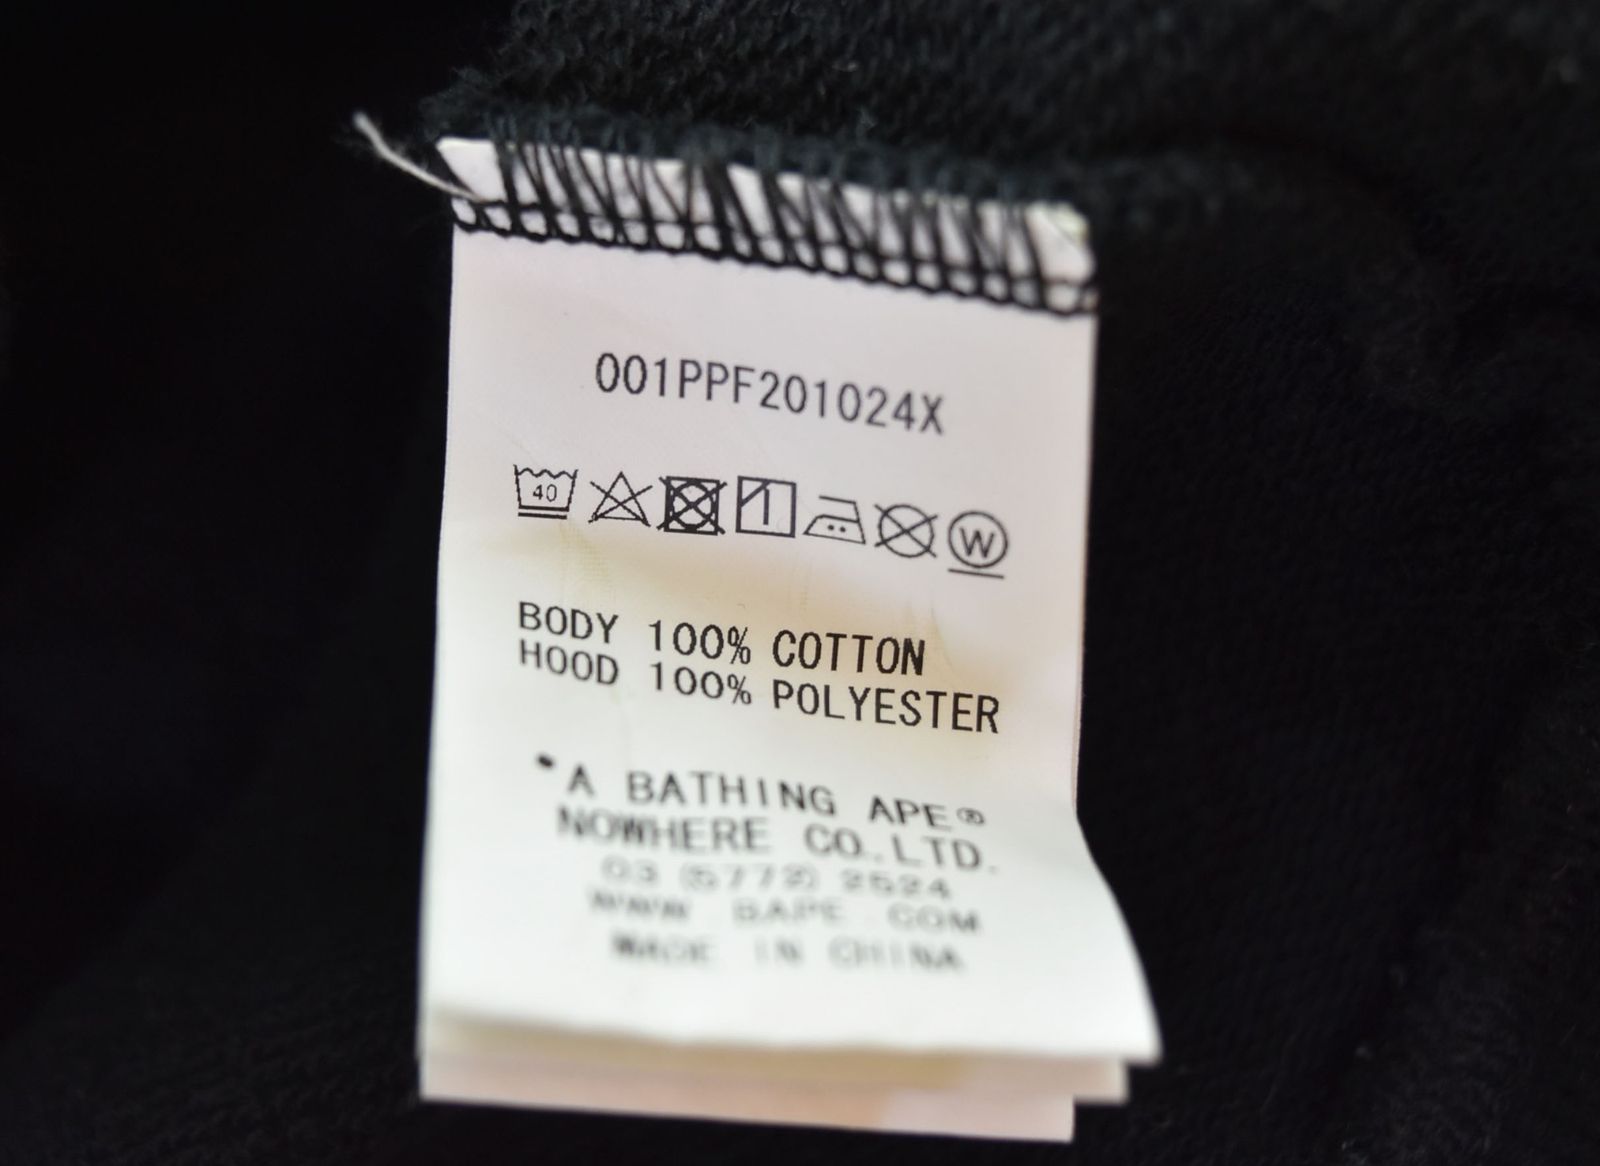 001PPF201024X
40 1 W
BODY 100% COTTON
HOOD 100% POLYESTER
*A BATHING APE®
NOWHERE CO.,LTD.
03 (5772) 2524
WWW BAPE.COM
MADE IN CHINA